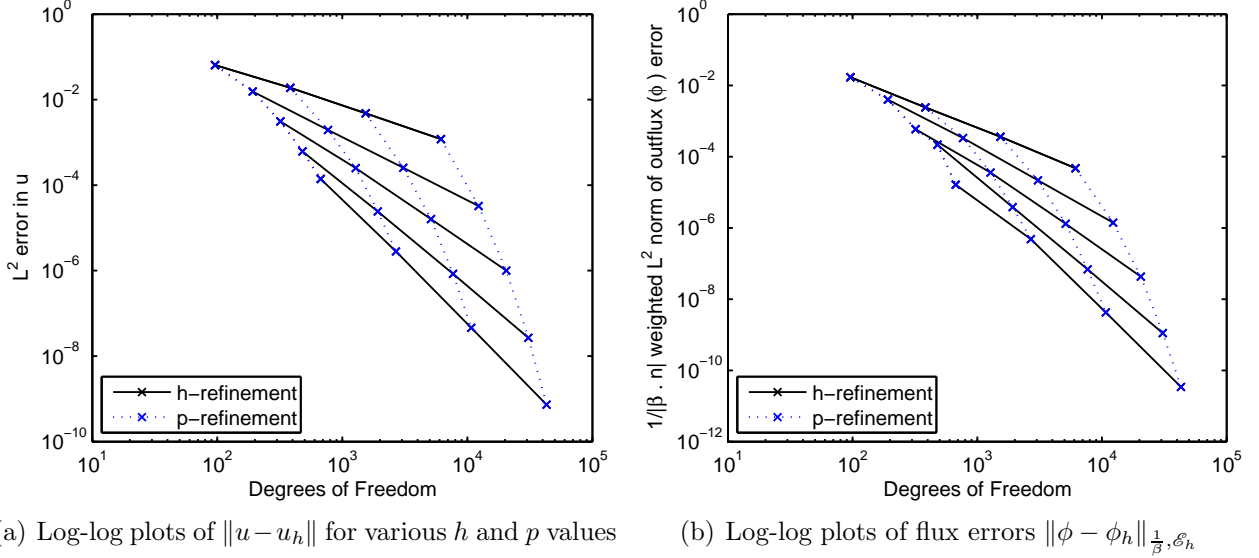 10^0
10^−2
10^−4
10^−6
10^−8
10^−10
L^2 error in u
h−refinement
p−refinement
10^1 10^2 10^3 10^4 10^5
Degrees of Freedom
10^0
10^−2
10^−4
10^−6
10^−8
10^−10
10^−12
1/|β . n| weighted L^2 norm of outflux (ϕ ) error
h−refinement
p−refinement
10^1 10^2 10^3 10^4 10^5
Degrees of Freedom
a) Log-log plots of ‖u−u_h‖ for various h and p values
(b) Log-log plots of flux errors ‖ϕ − ϕ_h‖_{1/β, ℰ_h}